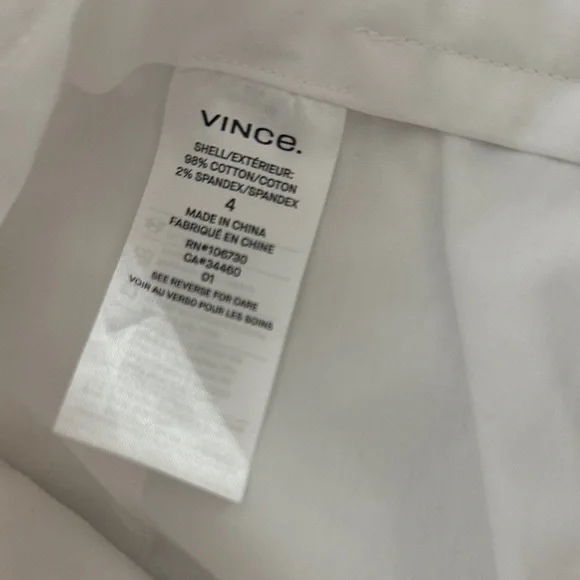 VINCe.
SHELL/EXTÉRIEUR:
98% COTTON/COTON
2% SPANDEX/SPANDEX
4
MADE IN CHINA
FABRIQUÉ EN CHINE
RN#106730
CA#34460
01
SEE REVERSE FOR CARE
VOIR AU VERSO POUR LES SOINS